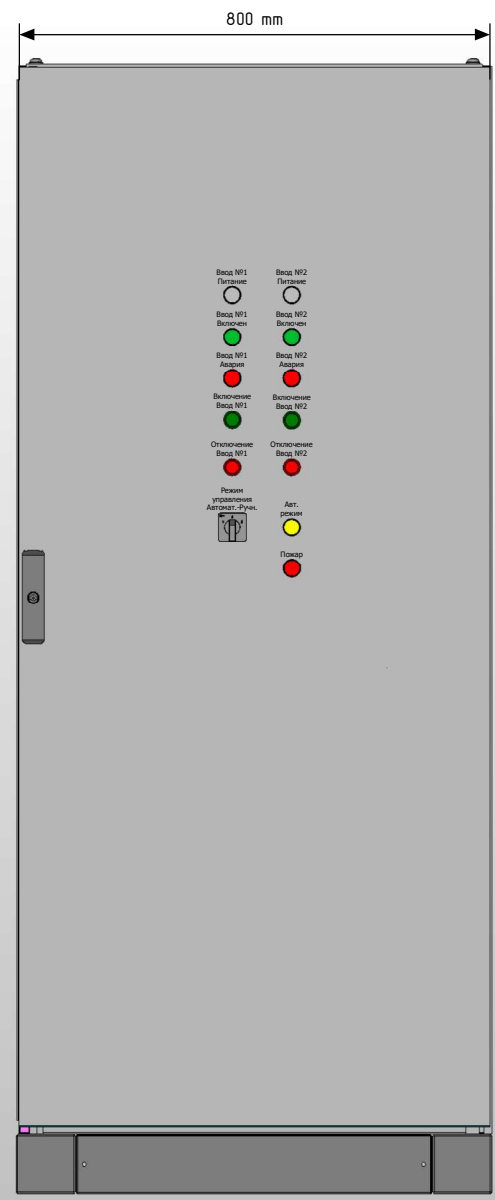 800 mm
Ввод №1
Питание
Ввод №2
Питание
Ввод №1
Включен
Ввод №2
Включен
Ввод №1
Авария
Ввод №2
Авария
Включение
Ввод №1
Включение
Ввод №2
Отключение
Ввод №1
Отключение
Ввод №2
Режим
управления
Автомат.-Ручн.
Авт.
режим
Пожар